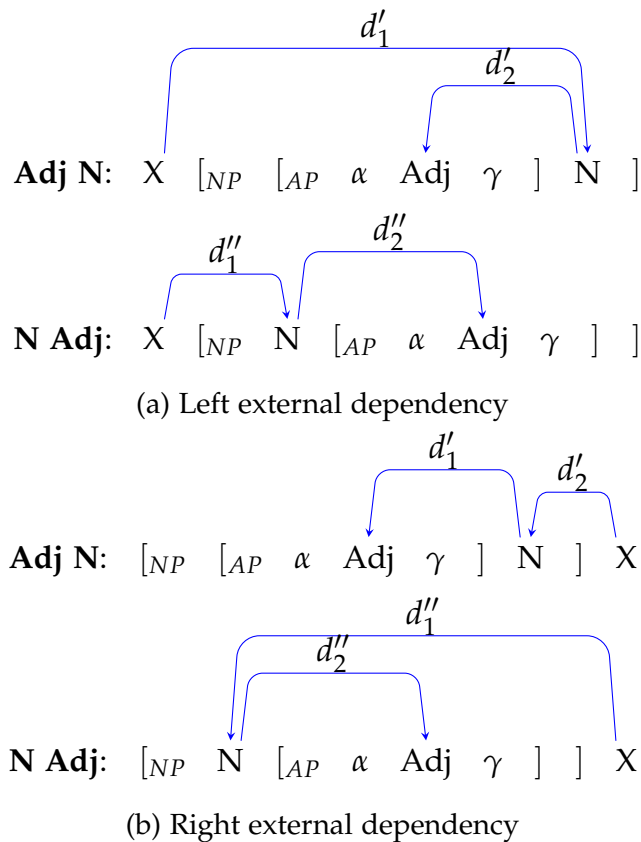 d′₁
d′₂
Adj N: X [NP [AP α Adj γ ] N ]
d″₁ d″₂
N Adj: X [NP N [AP α Adj γ ] ]
(a) Left external dependency
d′₁ d′₂
Adj N: [NP [AP α Adj γ ] N ] X
d″₁
d″₂
N Adj: [NP N [AP α Adj γ ] ] X
(b) Right external dependency